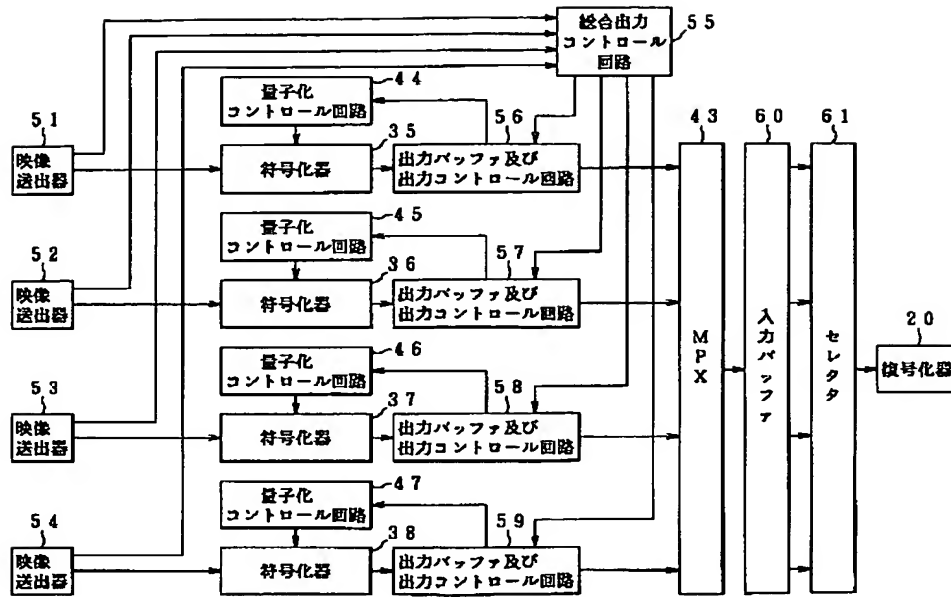 総合出力
コントロール
回路
55
量子化
コントロール回路
44
51
映像
送出器
35
符号化器
56
出力バッファ及び
出力コントロール回路
43
60
61
量子化
コントロール回路
45
52
映像
送出器
36
符号化器
57
出力バッファ及び
出力コントロール回路
MPX
入力バッファ
セレクタ
20
復号化器
量子化
コントロール回路
46
53
映像
送出器
37
符号化器
58
出力バッファ及び
出力コントロール回路
量子化
コントロール回路
47
54
映像
送出器
38
符号化器
59
出力バッファ及び
出力コントロール回路